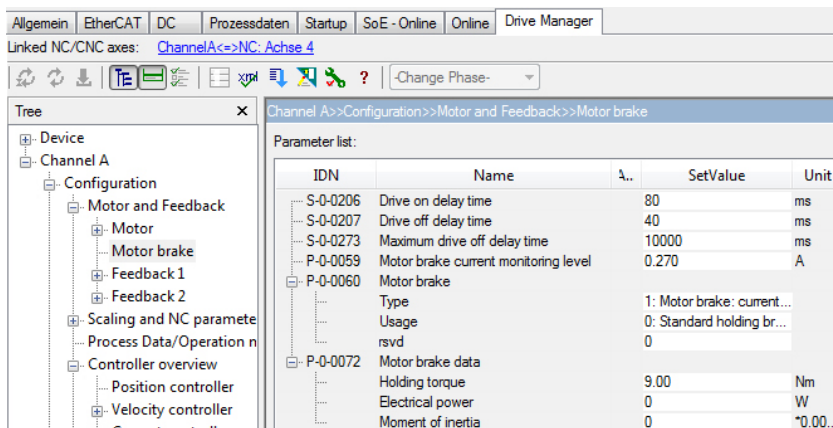 Allgemein EtherCAT DC Prozessdaten Startup SoE - Online Online Drive Manager
Linked NC/CNC axes: ChannelA<=>NC: Achse 4
xml ? -Change Phase-
Tree x
Device
Channel A
Configuration
Motor and Feedback
Motor
Motor brake
Feedback 1
Feedback 2
Scaling and NC paramete
Process Data/Operation n
Controller overview
Position controller
Velocity controller
Channel A>>Configuration>>Motor and Feedback>>Motor brake
Parameter list:
IDN Name A... SetValue Unit
S-0-0206 Drive on delay time 80 ms
S-0-0207 Drive off delay time 40 ms
S-0-0273 Maximum drive off delay time 10000 ms
P-0-0059 Motor brake current monitoring level 0.270 A
P-0-0060 Motor brake
Type 1: Motor brake: current...
Usage 0: Standard holding br...
rsvd 0
P-0-0072 Motor brake data
Holding torque 9.00 Nm
Electrical power 0 W
Moment of inertia 0 *0.00...